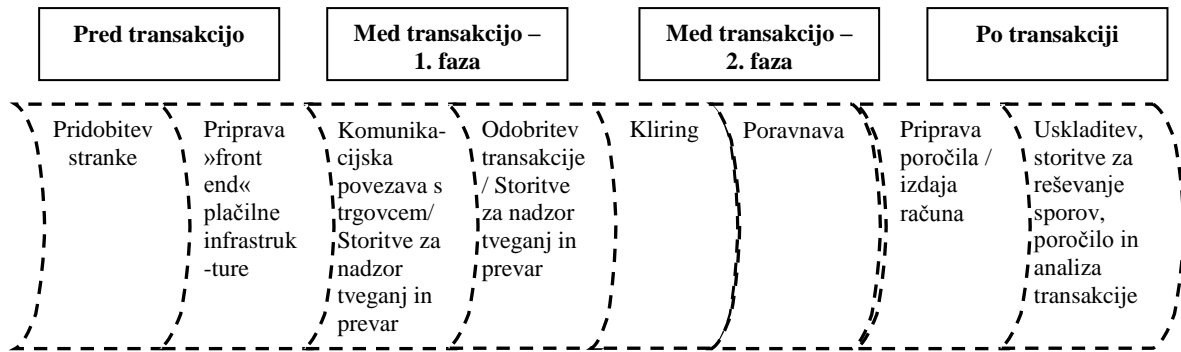 Pred transakcijo
Med transakcijo –
1. faza
Med transakcijo –
2. faza
Po transakciji
Pridobitev
stranke
Priprava
»front
end«
plačilne
infrastruk
-ture
Komunika-
cijska
povezava s
trgovcem/
Storitve za
nadzor
tveganj in
prevar
Odobritev
transakcije
/ Storitve
za nadzor
tveganj in
prevar
Kliring
Poravnava
Priprava
poročila /
izdaja
računa
Uskladitev,
storitve za
reševanje
sporov,
poročilo in
analiza
transakcije